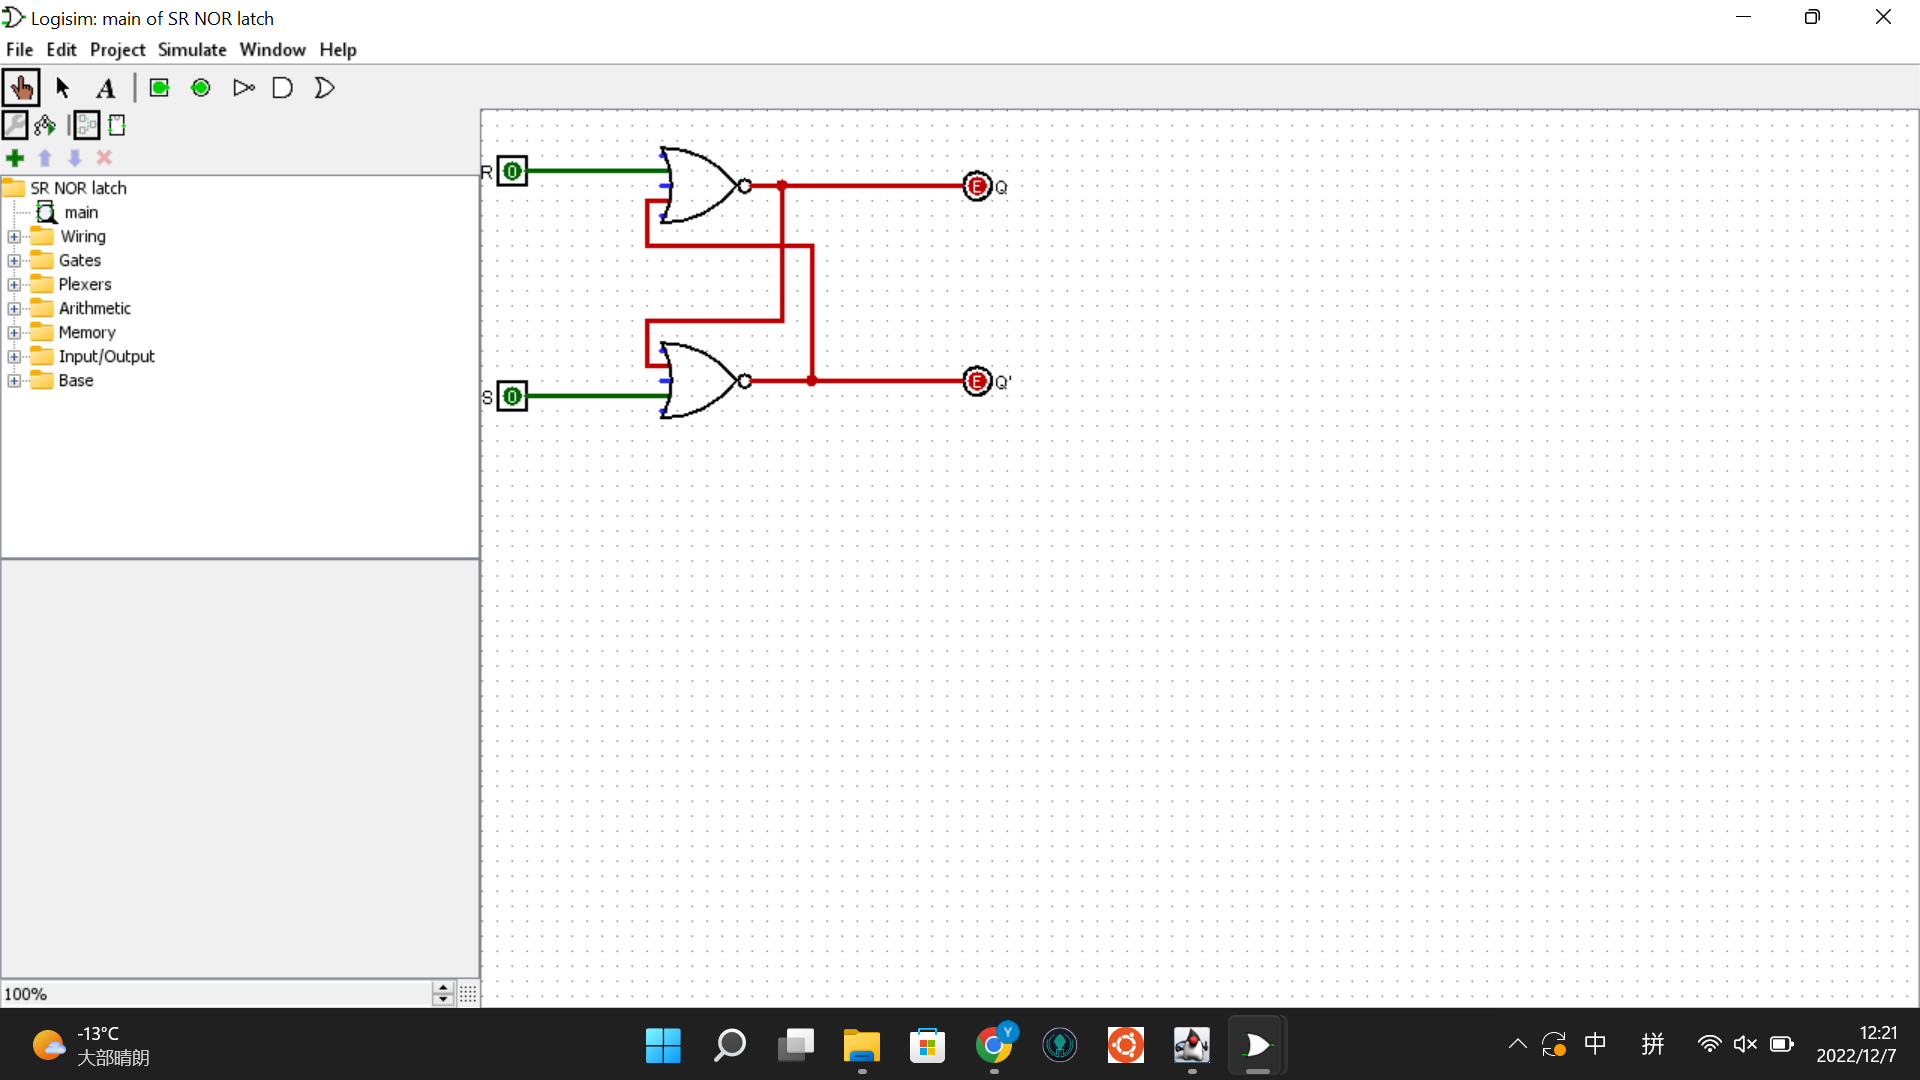 Logisim: main of SR NOR latch
File Edit Project Simulate Window Help
A
SR NOR latch
main
Wiring
Gates
Plexers
Arithmetic
Memory
Input/Output
Base
R 0
E Q
S 0
E Q'
100%
-13°C
大部晴朗
Y
中
拼
12:21
2022/12/7